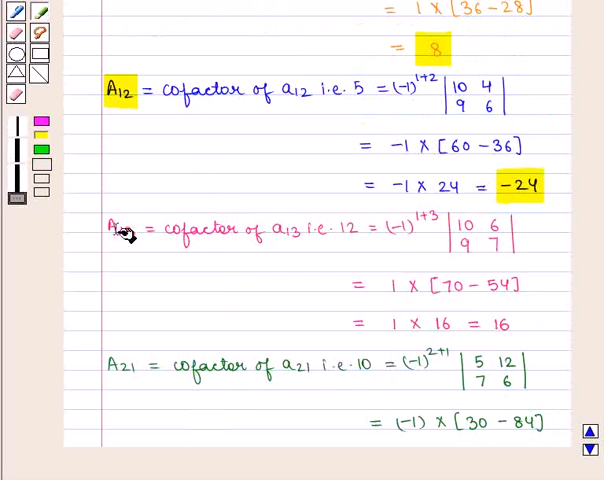 = 1 × [36 - 28]
= 8
A12 = cofactor of a12 i.e. 5 = (-1)^1+2 | 10 4 |
| 9 6 |
= -1 × [60 - 36]
= -1 × 24 = -24
= cofactor of a13 i.e. 12 = (-1)^1+3 | 10 6 |
| 9 7 |
= 1 × [70 - 54]
= 1 × 16 = 16
A21 = cofactor of a21 i.e. 10 = (-1)^2+1 | 5 12 |
| 7 6 |
= (-1) × [30 - 84]